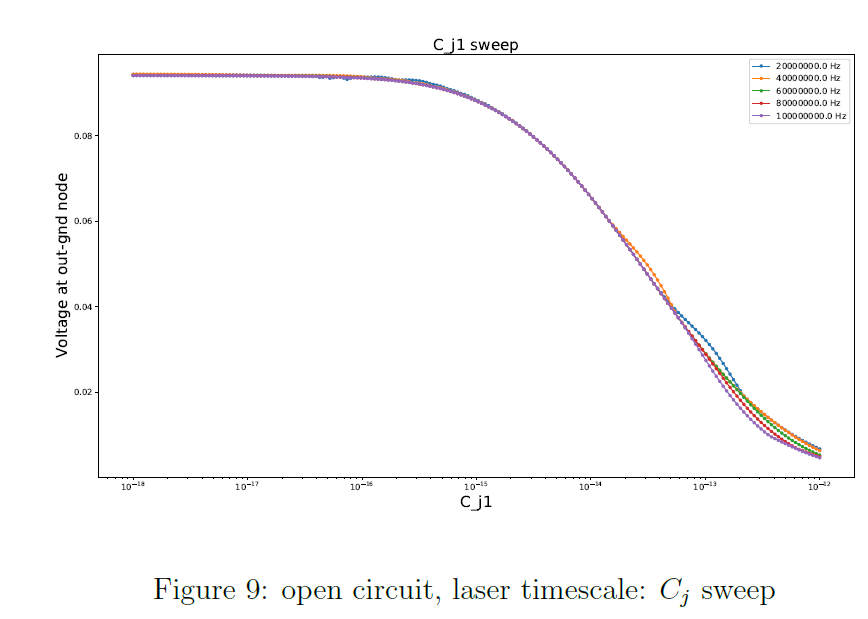 C_j1 sweep
20000000.0 Hz
40000000.0 Hz
60000000.0 Hz
80000000.0 Hz
100000000.0 Hz
Voltage at out-gnd node
0.08
0.06
0.04
0.02
10⁻¹⁸ 10⁻¹⁷ 10⁻¹⁶ 10⁻¹⁵ 10⁻¹⁴ 10⁻¹³ 10⁻¹²
C_j1
Figure 9: open circuit, laser timescale: Cⱼ sweep